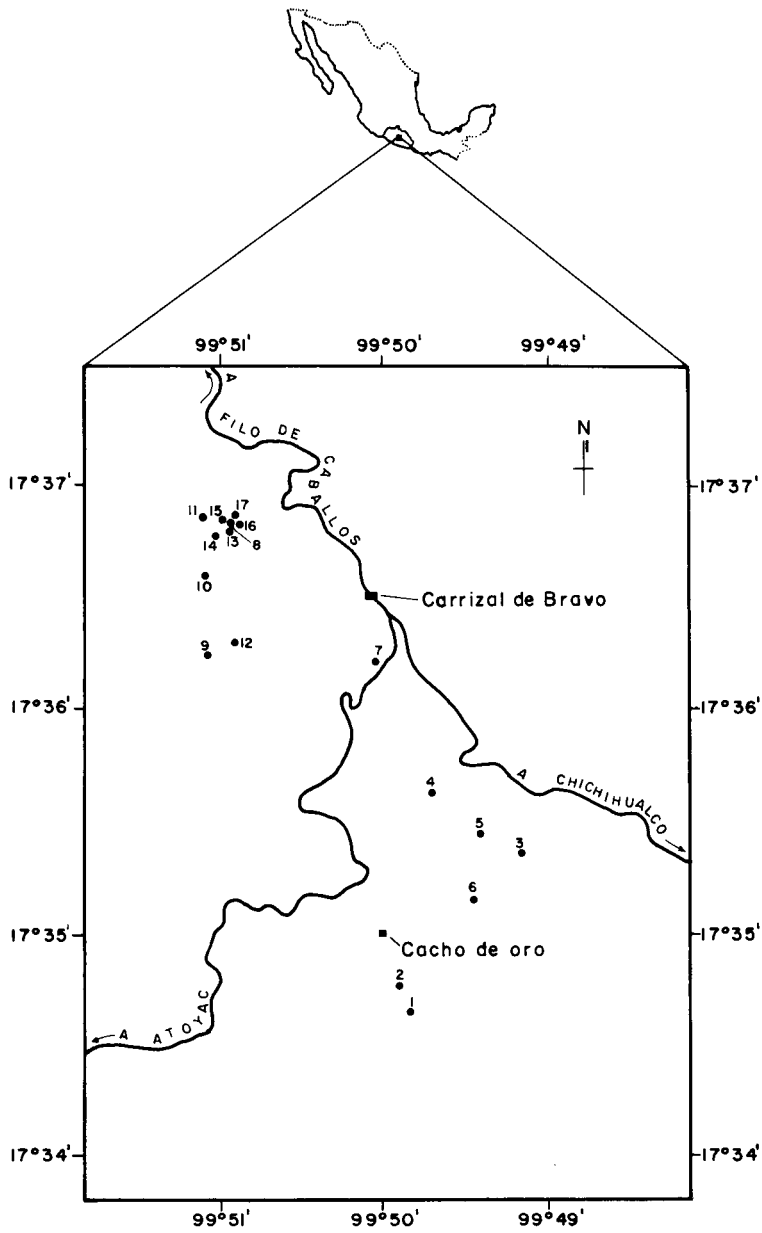 99°51' 99°50' 99°49'
A FILO DE CABALLOS
N
17°37' 17°37'
11 15 17
16
14 13 8
10
Carrizal de Bravo
9 12
7
17°36' 17°36'
A CHICHIHUALCO
4
5
3
6
17°35' 17°35'
Cacho de oro
2
1
A ATOYAC
17°34' 17°34'
99°51' 99°50' 99°49'